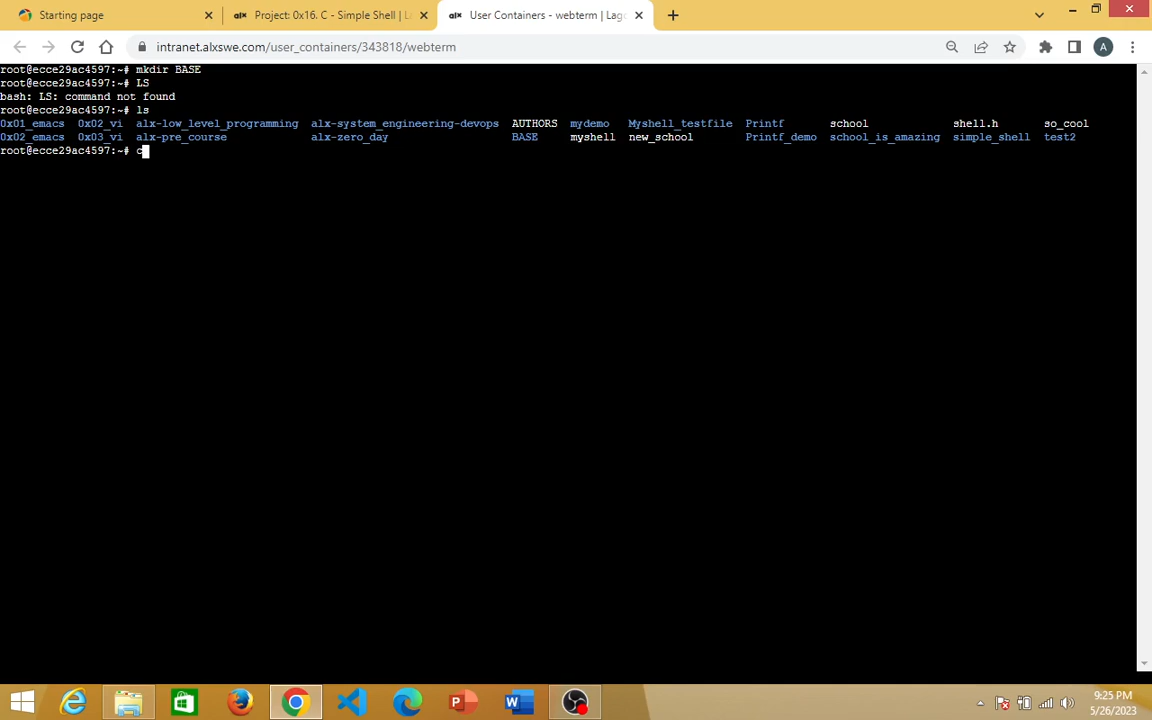 Starting page
Project: 0x16. C - Simple Shell | L
User Containers - webterm | Lag
intranet.alxswe.com/user_containers/343818/webterm
A
root@ecce29ac4597:~# mkdir BASE
root@ecce29ac4597:~# LS
bash: LS: command not found
root@ecce29ac4597:~# ls
0x01_emacs 0x02_vi alx-low_level_programming alx-system_engineering-devops AUTHORS mydemo Myshell_testfile Printf school shell.h so_cool
0x02_emacs 0x03_vi alx-pre_course alx-zero_day BASE myshell new_school Printf_demo school_is_amazing simple_shell test2
root@ecce29ac4597:~# c
9:25 PM
5/26/2023